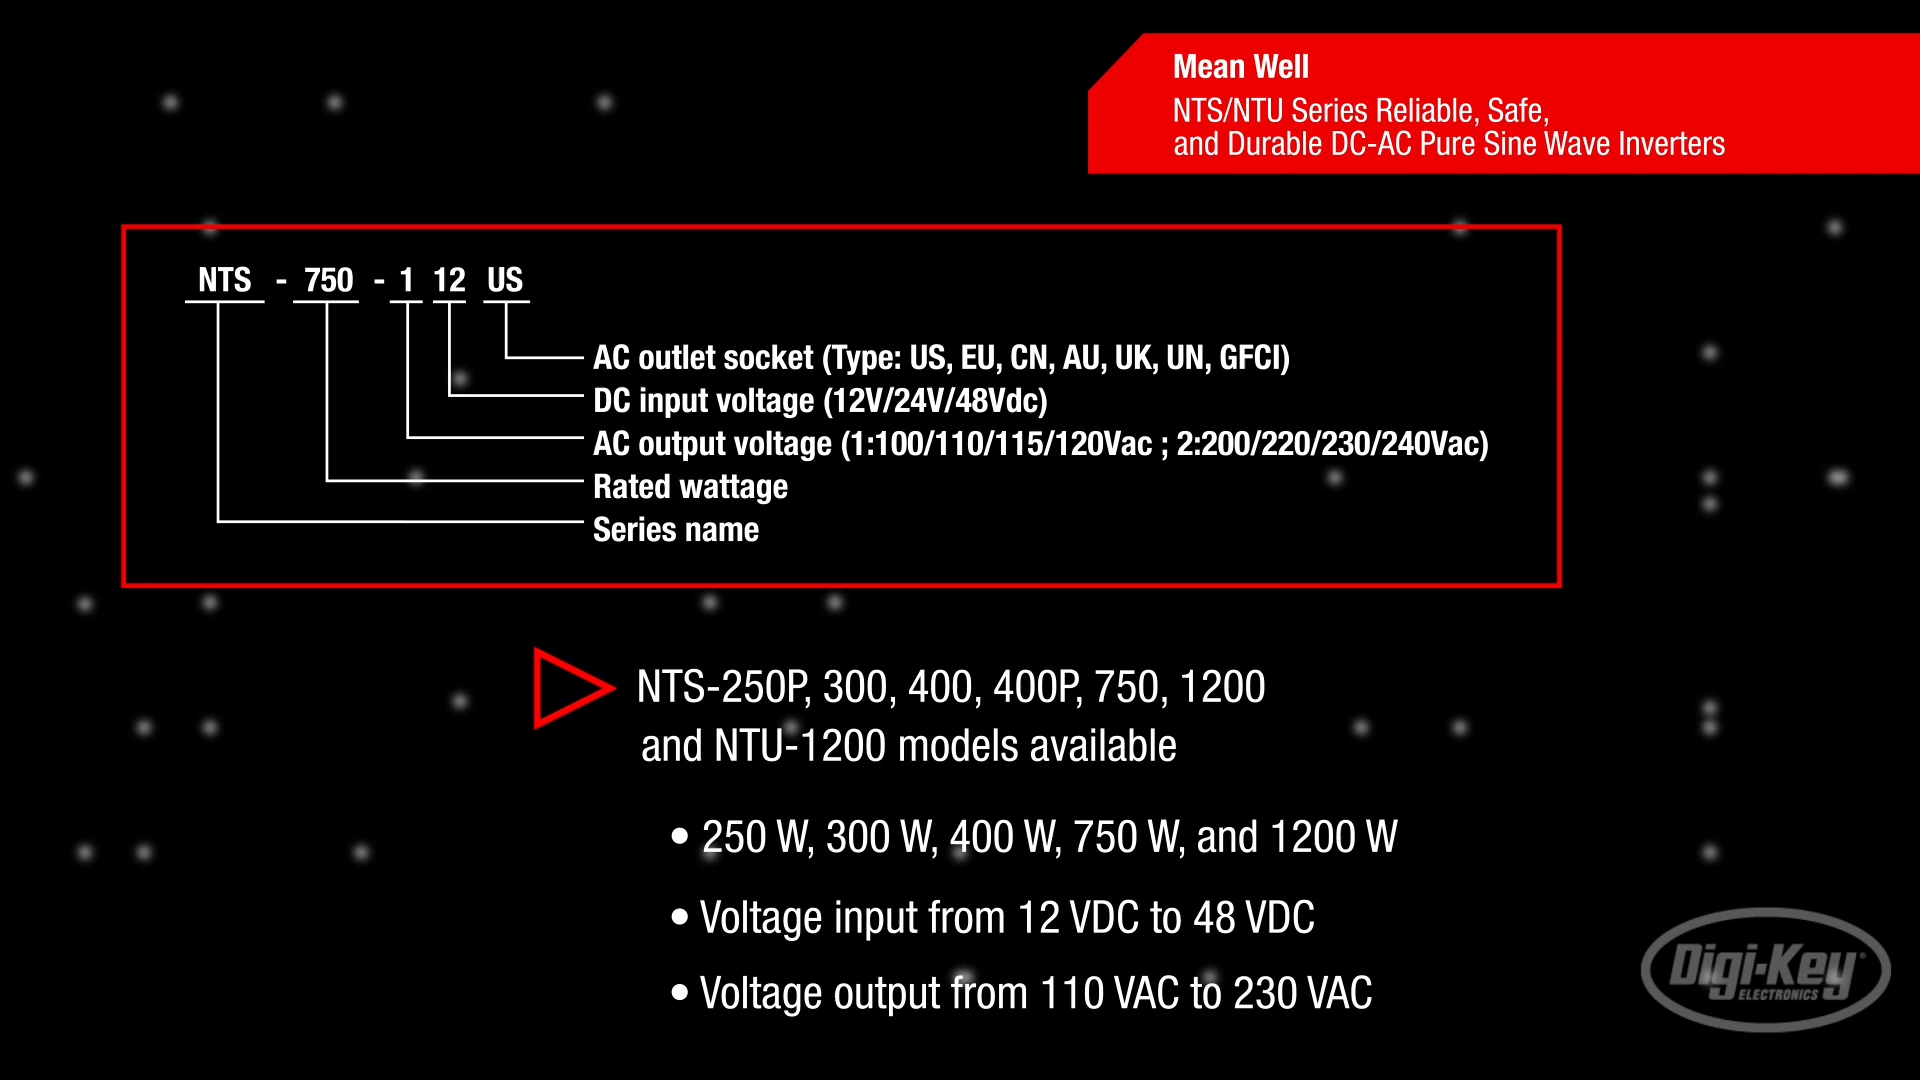 Mean Well
NTS/NTU Series Reliable, Safe,
and Durable DC-AC Pure Sine Wave Inverters
NTS - 750 - 1 12 US
AC outlet socket (Type: US, EU, CN, AU, UK, UN, GFCI)
DC input voltage (12V/24V/48Vdc)
AC output voltage (1:100/110/115/120Vac ; 2:200/220/230/240Vac)
Rated wattage
Series name
NTS-250P, 300, 400, 400P, 750, 1200
and NTU-1200 models available
• 250 W, 300 W, 400 W, 750 W, and 1200 W
• Voltage input from 12 VDC to 48 VDC
• Voltage output from 110 VAC to 230 VAC
Digi-Key®
ELECTRONICS